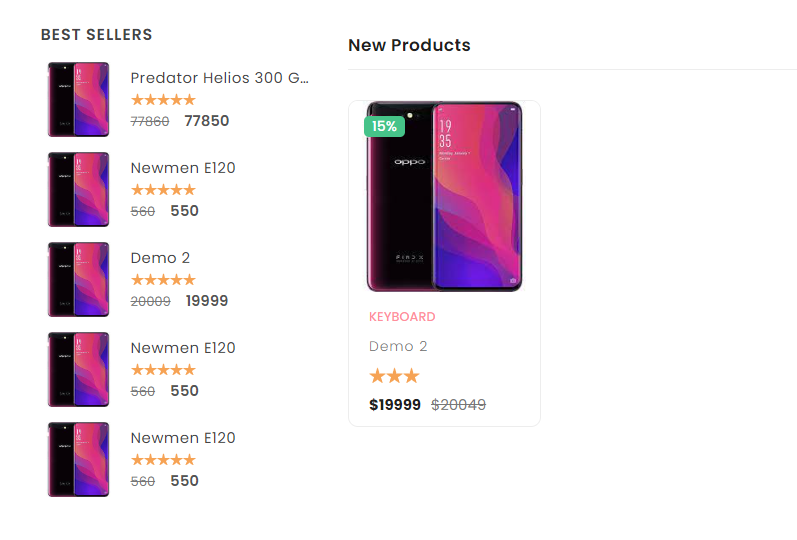 BEST SELLERS
Predator Helios 300 G...
★★★★★
77860 77850
Newmen E120
★★★★★
560 550
Demo 2
★★★★★
20009 19999
Newmen E120
★★★★★
560 550
Newmen E120
★★★★★
560 550
New Products
15%
19
35
oppo
FIND X
KEYBOARD
Demo 2
★★★
$19999 $20049